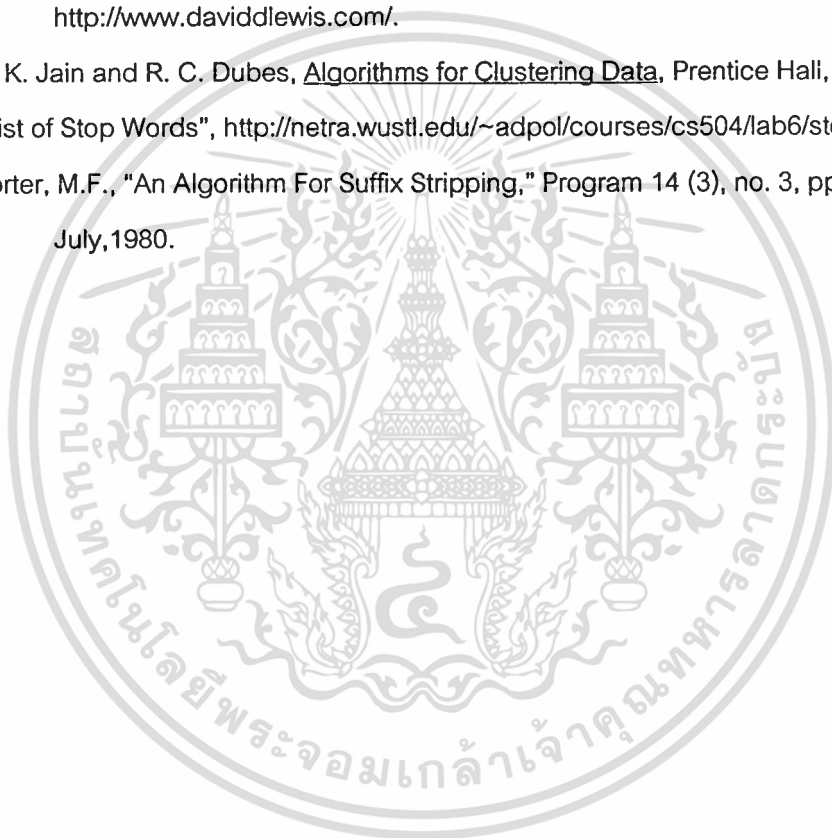 http://www.daviddlewis.com/.
K. Jain and R. C. Dubes, Algorithms for Clustering Data, Prentice Hall,
ist of Stop Words", http://netra.wustl.edu/~adpol/courses/cs504/lab6/sto
orter, M.F., "An Algorithm For Suffix Stripping," Program 14 (3), no. 3, pp
July,1980.
สถาบันเทคโนโลยีพระจอมเกล้าเจ้าคุณทหารลาดกระบัง